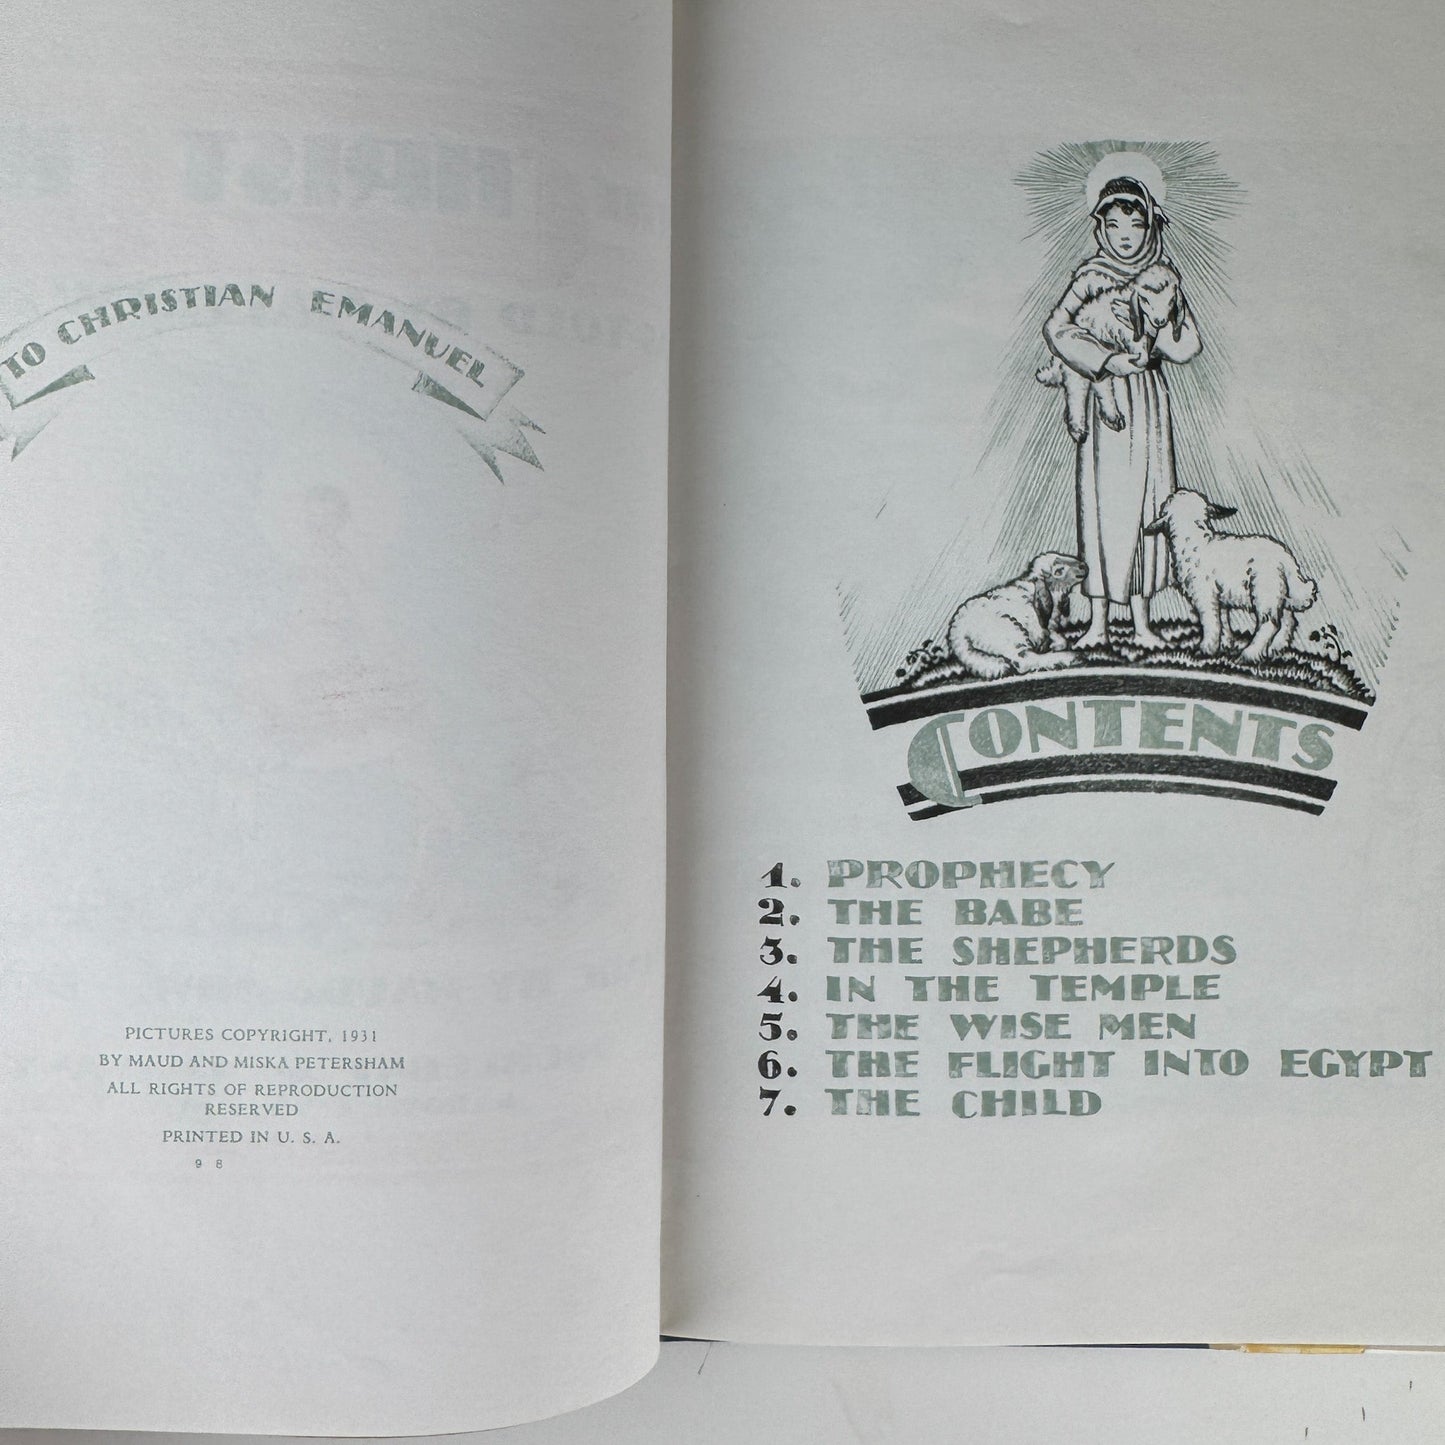 TO CHRISTIAN EMANUEL
PICTURES COPYRIGHT, 1931
BY MAUD AND MISKA PETERSHAM
ALL RIGHTS OF REPRODUCTION
RESERVED
PRINTED IN U. S. A.
9 8
CONTENTS
1. PROPHECY
2. THE BABE
3. THE SHEPHERDS
4. IN THE TEMPLE
5. THE WISE MEN
6. THE FLIGHT INTO EGYPT
7. THE CHILD